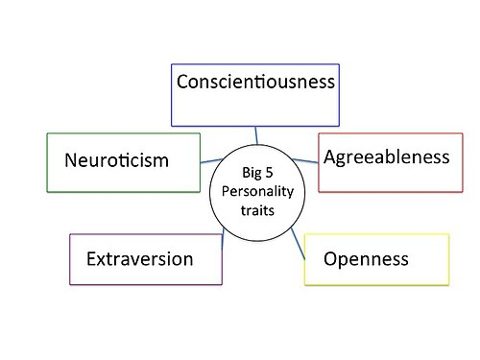 Conscientiousness
Neuroticism
Agreeableness
Big 5
Personality
traits
Extraversion
Openness